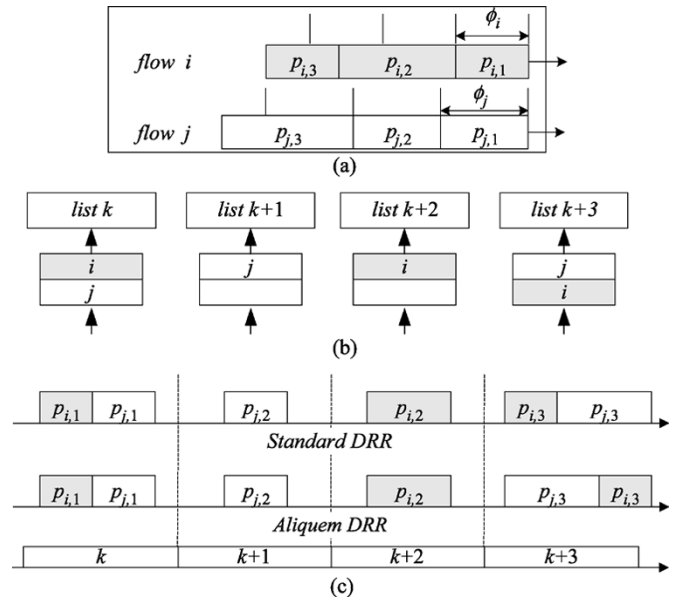 ϕi
flow i pi,3 pi,2 pi,1
ϕj
flow j pj,3 pj,2 pj,1
(a)
list k list k+1 list k+2 list k+3
i j i j
j i
(b)
pi,1 pj,1 pj,2 pi,2 pi,3 pj,3
Standard DRR
pi,1 pj,1 pj,2 pi,2 pj,3 pi,3
Aliquem DRR
k k+1 k+2 k+3
(c)